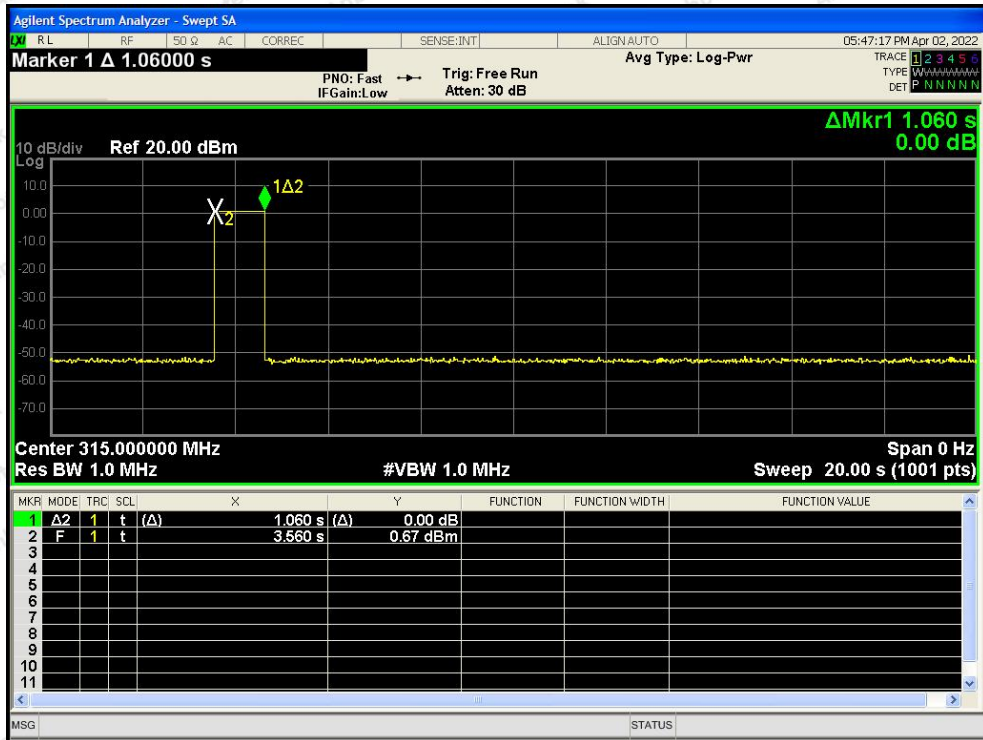 Agilent Spectrum Analyzer - Swept SA
LXI RL RF 50 Ω AC CORREC SENSE:INT ALIGN AUTO 05:47:17 PM Apr 02, 2022
Marker 1 Δ 1.06000 s
PNO: Fast
IFGain:Low
Trig: Free Run
Atten: 30 dB
Avg Type: Log-Pwr
TRACE 1 2 3 4 5 6
TYPE WWWWWW
DET P N N N N N
ΔMkr1 1.060 s
0.00 dB
10 dB/div Ref 20.00 dBm
Log
10.0
0.00
-10.0
-20.0
-30.0
-40.0
-50.0
-60.0
-70.0
1Δ2
X2
Center 315.000000 MHz Span 0 Hz
Res BW 1.0 MHz #VBW 1.0 MHz Sweep 20.00 s (1001 pts)
MKR MODE TRC SCL X Y FUNCTION FUNCTION WIDTH FUNCTION VALUE
1 Δ2 1 t (Δ) 1.060 s (Δ) 0.00 dB
2 F 1 t 3.560 s 0.67 dBm
3
4
5
6
7
8
9
10
11
MSG STATUS